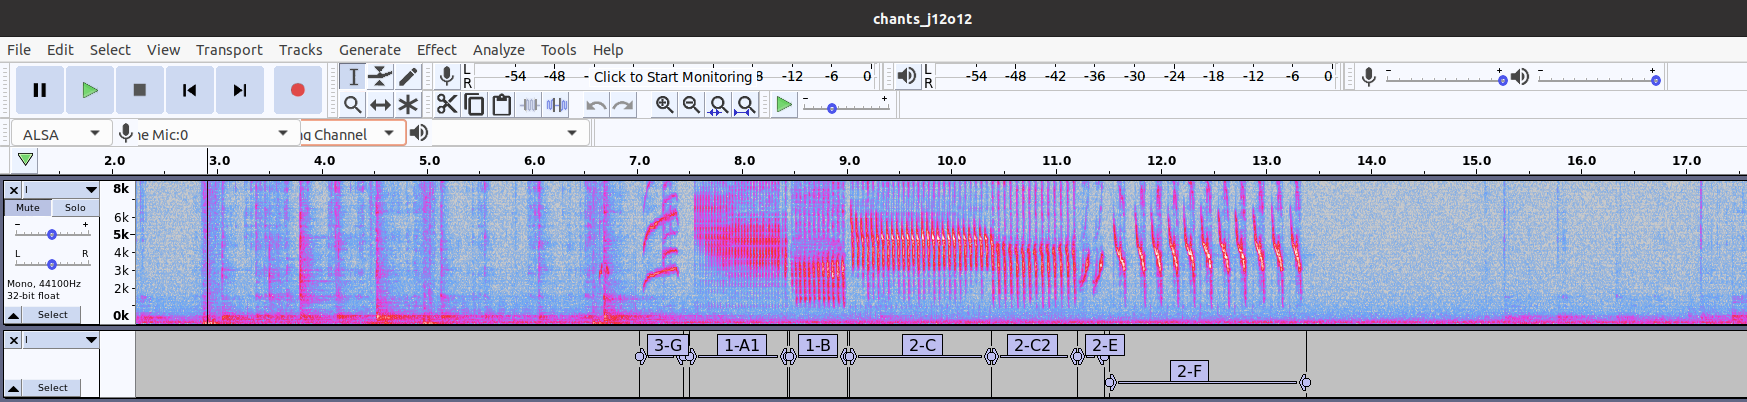 chants_j12o12
File Edit Select View Transport Tracks Generate Effect Analyze Tools Help
L R -54 -48 - Click to Start Monitoring -12 -6 0 L R -54 -48 -42 -36 -30 -24 -18 -12 -6 0 - + - +
- +
ALSA ne Mic:0 ng Channel
2.0 3.0 4.0 5.0 6.0 7.0 8.0 9.0 10.0 11.0 12.0 13.0 14.0 15.0 16.0 17.0
I 8k
Mute Solo
- + 6k
5k
L R 4k
3k
Mono, 44100Hz
32-bit float 2k
Select 0k
I 3-G 1-A1 1-B 2-C 2-C2 2-E
2-F
Select